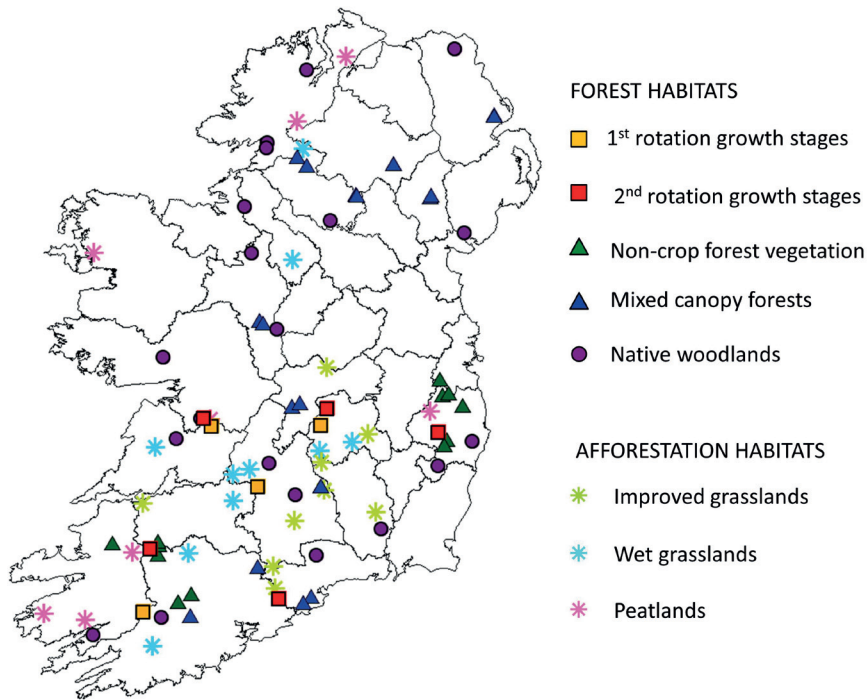 FOREST HABITATS
1st rotation growth stages
2nd rotation growth stages
Non-crop forest vegetation
Mixed canopy forests
Native woodlands
AFFORESTATION HABITATS
Improved grasslands
Wet grasslands
Peatlands